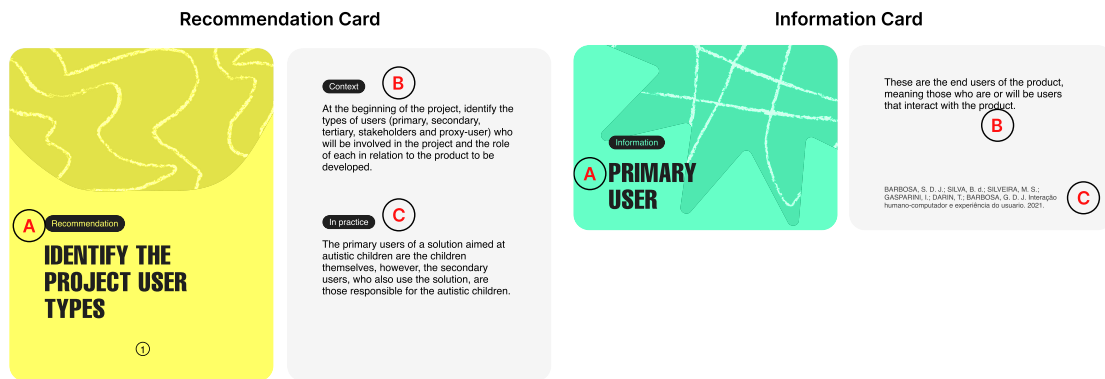 Recommendation Card
A
Recommendation
IDENTIFY THE
PROJECT USER
TYPES
1
Context
B
At the beginning of the project, identify the
types of users (primary, secondary,
tertiary, stakeholders and proxy-user) who
will be involved in the project and the role
of each in relation to the product to be
developed.
In practice
C
The primary users of a solution aimed at
autistic children are the children
themselves, however, the secondary
users, who also use the solution, are
those responsible for the autistic children.
Information Card
Information
A
PRIMARY
USER
These are the end users of the product,
meaning those who are or will be users
that interact with the product.
B
BARBOSA, S. D. J.; SILVA, B. d.; SILVEIRA, M. S.;
GASPARINI, I.; DARIN, T.; BARBOSA, G. D. J. Interação
humano-computador e experiência do usuario. 2021.
C